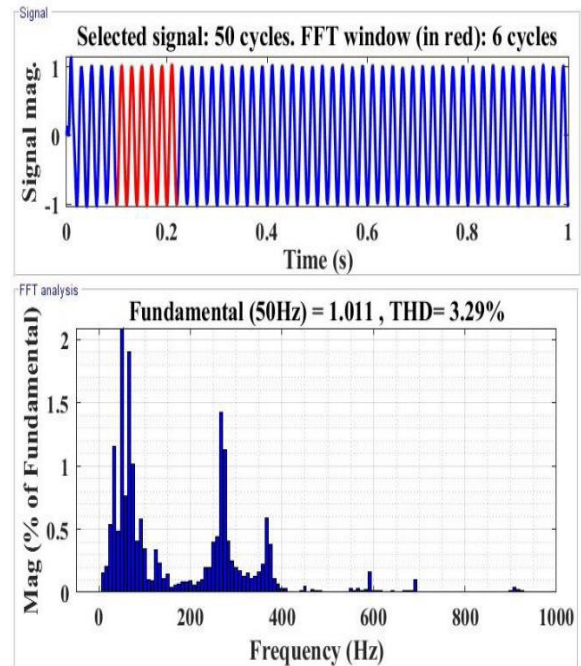 Signal
Selected signal: 50 cycles. FFT window (in red): 6 cycles
Signal mag.
1
0
-1
0
0.2
0.4
0.6
0.8
1
Time (s)
FFT analysis
Fundamental (50Hz) = 1.011 , THD= 3.29%
Mag (% of Fundamental)
2
1.5
1
0.5
0
0
200
400
600
800
1000
Frequency (Hz)